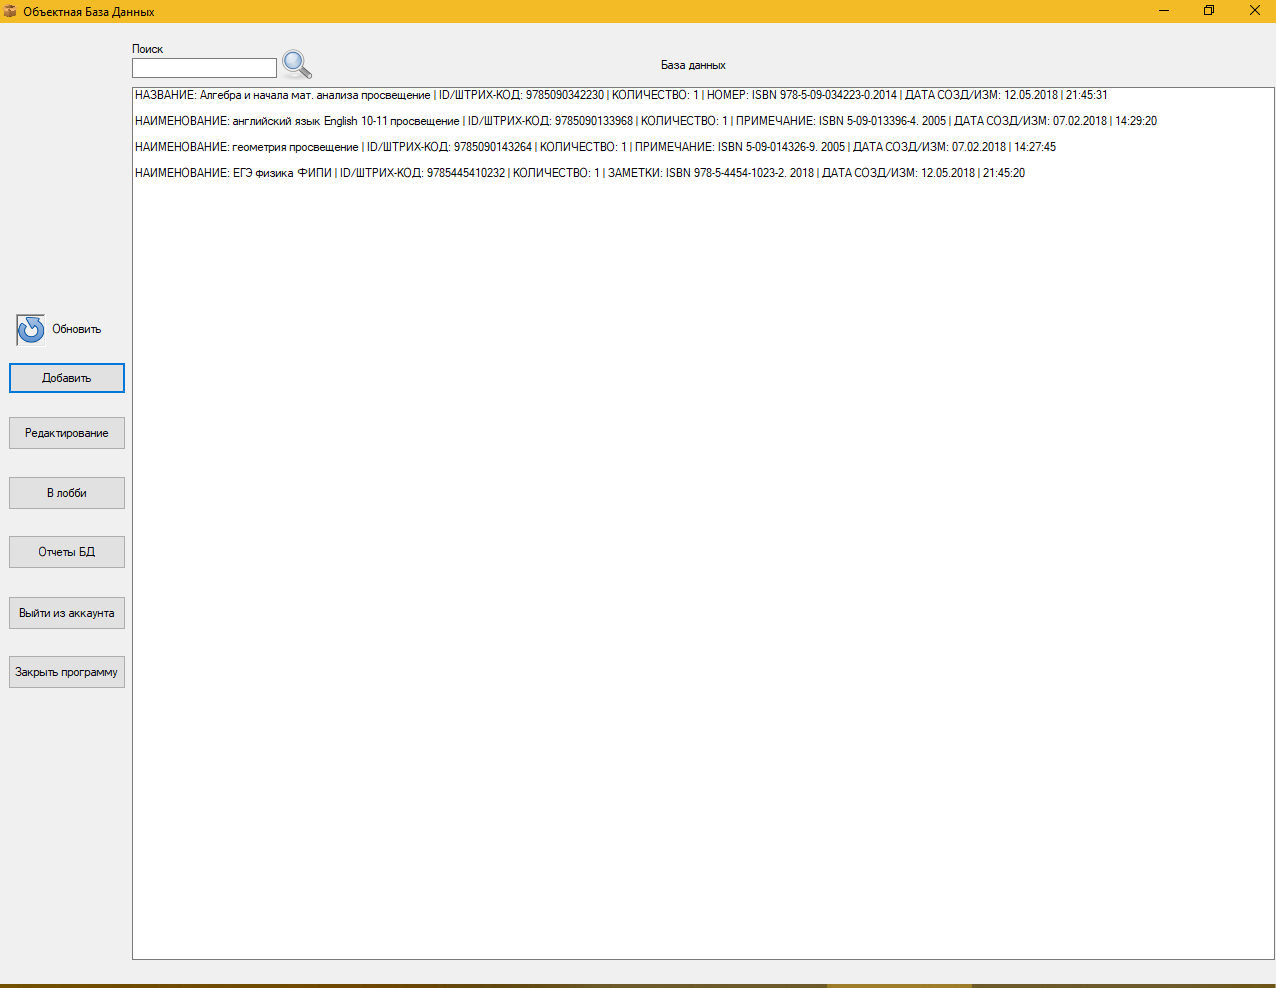 Объектная База Данных
Поиск
База данных
НАЗВАНИЕ: Алгебра и начала мат. анализа просвещение | ID/ШТРИХ-КОД: 9785090342230 | КОЛИЧЕСТВО: 1 | НОМЕР: ISBN 978-5-09-034223-0.2014 | ДАТА СОЗД/ИЗМ: 12.05.2018 | 21:45:31
НАИМЕНОВАНИЕ: английский язык English 10-11 просвещение | ID/ШТРИХ-КОД: 9785090133968 | КОЛИЧЕСТВО: 1 | ПРИМЕЧАНИЕ: ISBN 5-09-013396-4. 2005 | ДАТА СОЗД/ИЗМ: 07.02.2018 | 14:29:20
НАИМЕНОВАНИЕ: геометрия просвещение | ID/ШТРИХ-КОД: 9785090143264 | КОЛИЧЕСТВО: 1 | ПРИМЕЧАНИЕ: ISBN 5-09-014326-9. 2005 | ДАТА СОЗД/ИЗМ: 07.02.2018 | 14:27:45
НАИМЕНОВАНИЕ: ЕГЭ физика ФИПИ | ID/ШТРИХ-КОД: 9785445410232 | КОЛИЧЕСТВО: 1 | ЗАМЕТКИ: ISBN 978-5-4454-1023-2. 2018 | ДАТА СОЗД/ИЗМ: 12.05.2018 | 21:45:20
Обновить
Добавить
Редактирование
В лобби
Отчеты БД
Выйти из аккаунта
Закрыть программу